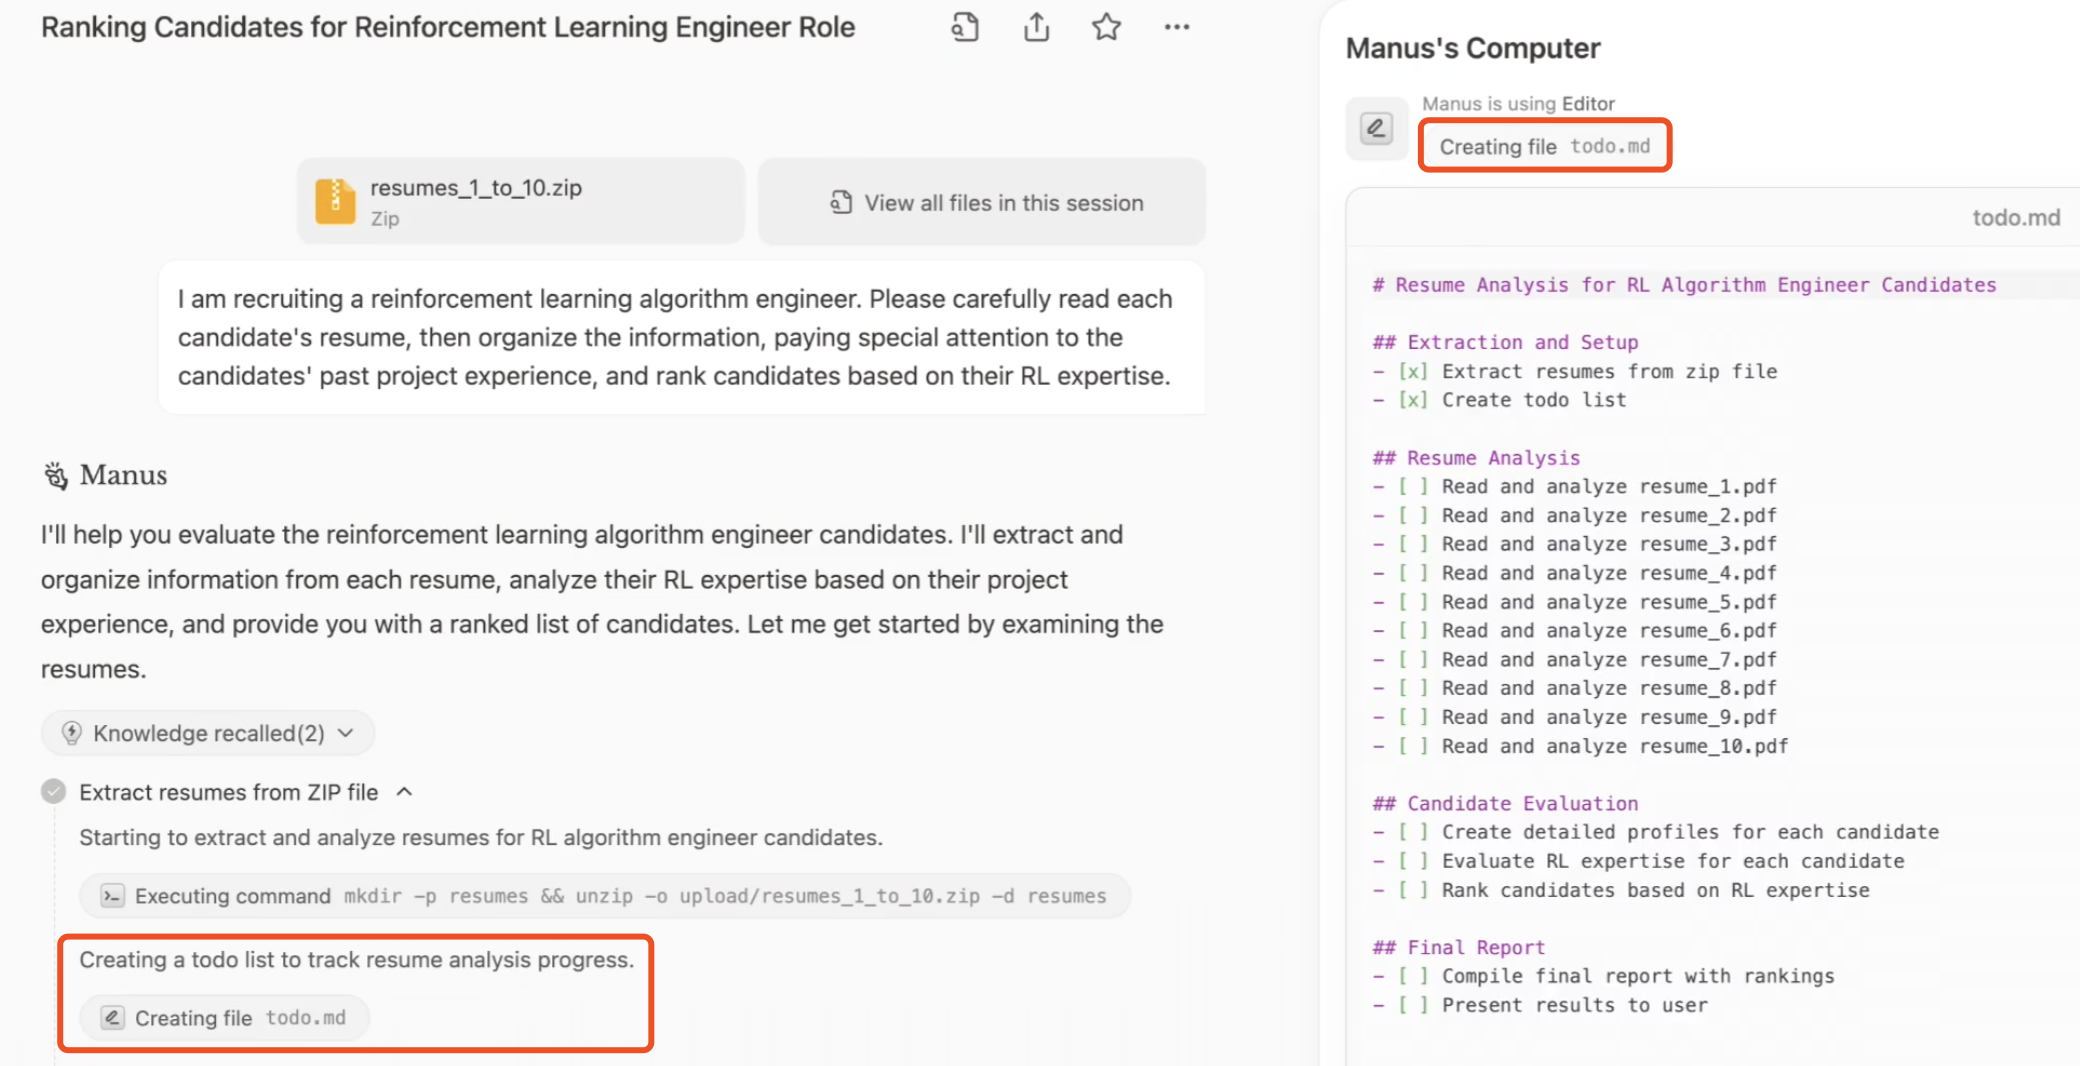 Ranking Candidates for Reinforcement Learning Engineer Role
resumes_1_to_10.zip
Zip
View all files in this session
I am recruiting a reinforcement learning algorithm engineer. Please carefully read each
candidate's resume, then organize the information, paying special attention to the
candidates' past project experience, and rank candidates based on their RL expertise.
Manus
I'll help you evaluate the reinforcement learning algorithm engineer candidates. I'll extract and
organize information from each resume, analyze their RL expertise based on their project
experience, and provide you with a ranked list of candidates. Let me get started by examining the
resumes.
Knowledge recalled(2)
Extract resumes from ZIP file
Starting to extract and analyze resumes for RL algorithm engineer candidates.
Executing command mkdir -p resumes && unzip -o upload/resumes_1_to_10.zip -d resumes
Creating a todo list to track resume analysis progress.
Creating file todo.md
Manus's Computer
Manus is using Editor
Creating file todo.md
todo.md
# Resume Analysis for RL Algorithm Engineer Candidates
## Extraction and Setup
- [x] Extract resumes from zip file
- [x] Create todo list
## Resume Analysis
- [ ] Read and analyze resume_1.pdf
- [ ] Read and analyze resume_2.pdf
- [ ] Read and analyze resume_3.pdf
- [ ] Read and analyze resume_4.pdf
- [ ] Read and analyze resume_5.pdf
- [ ] Read and analyze resume_6.pdf
- [ ] Read and analyze resume_7.pdf
- [ ] Read and analyze resume_8.pdf
- [ ] Read and analyze resume_9.pdf
- [ ] Read and analyze resume_10.pdf
## Candidate Evaluation
- [ ] Create detailed profiles for each candidate
- [ ] Evaluate RL expertise for each candidate
- [ ] Rank candidates based on RL expertise
## Final Report
- [ ] Compile final report with rankings
- [ ] Present results to user